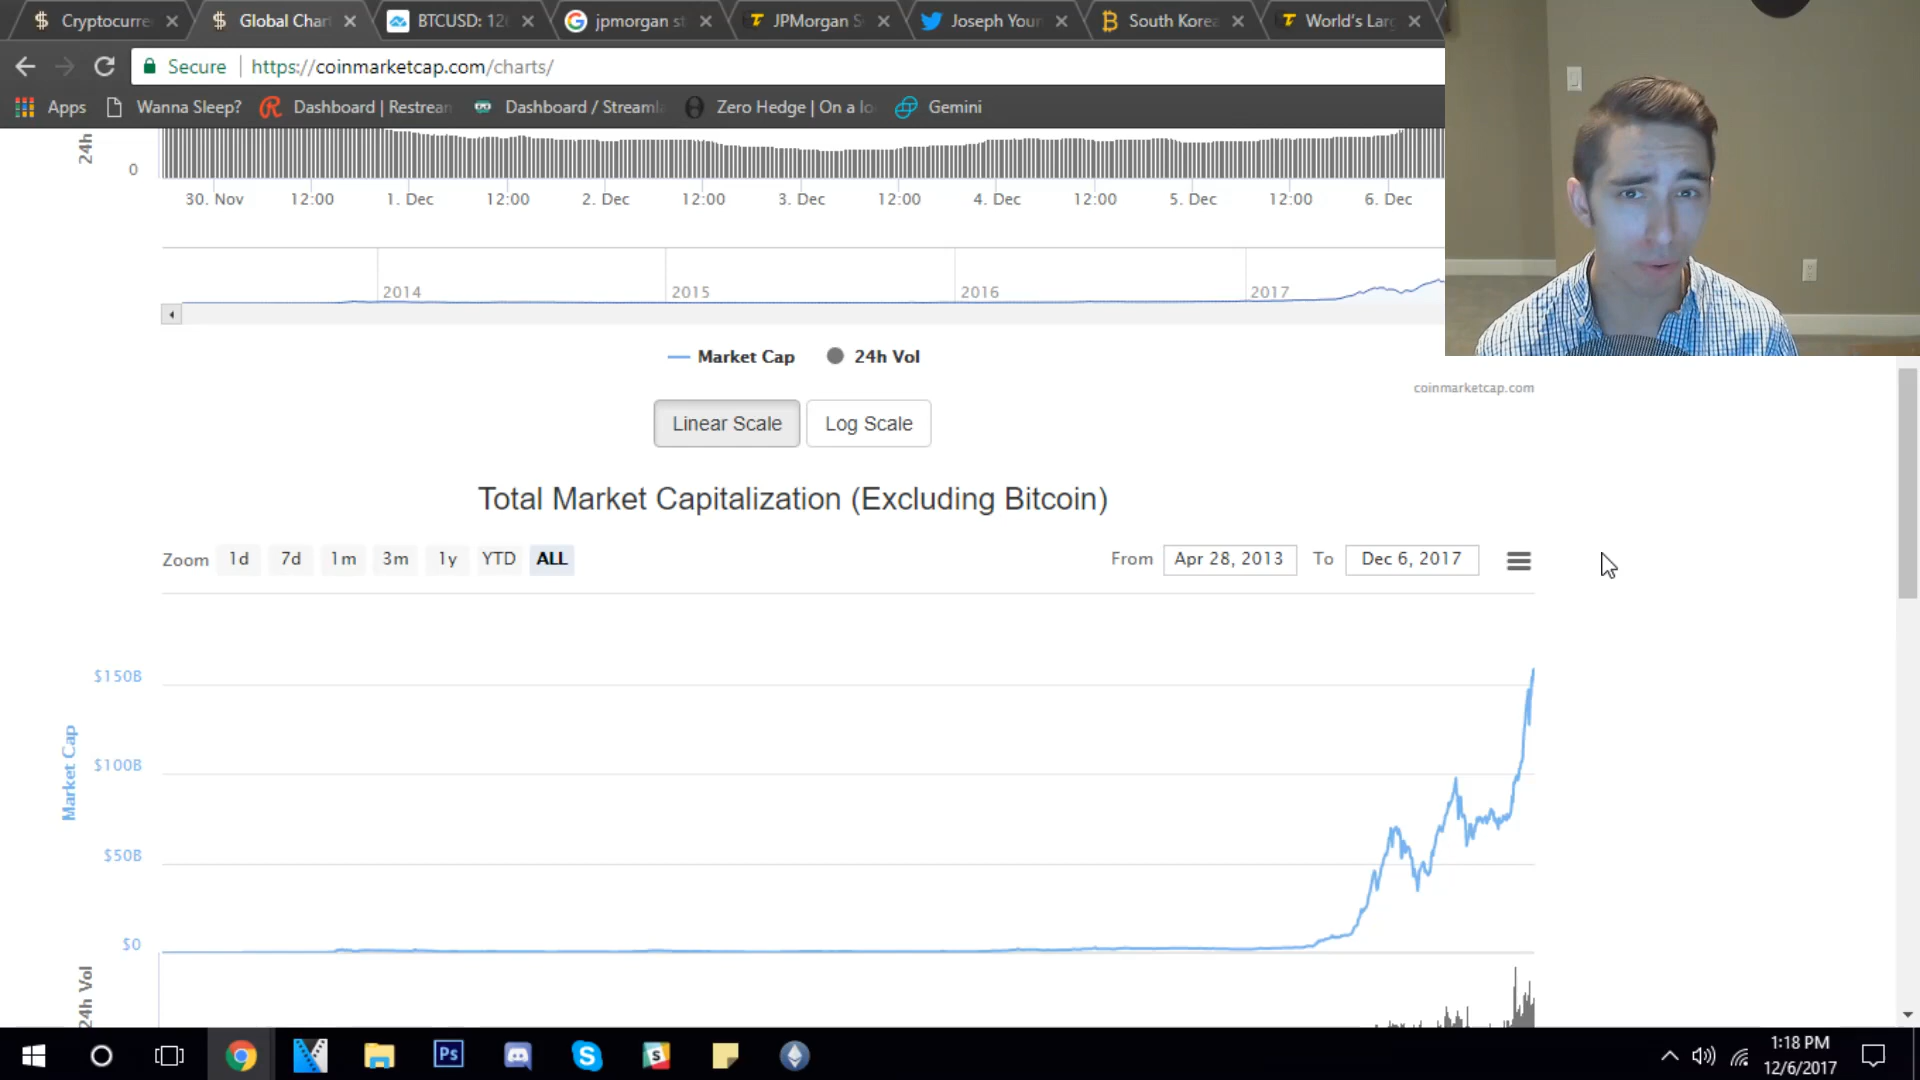 Cryptocurre
Global Char
BTCUSD: 12
jpmorgan st
JPMorgan S
Joseph Youn
South Korea
World's Larg
Secure
https://coinmarketcap.com/charts/
Apps
Wanna Sleep?
Dashboard | Restrean
Dashboard / Streamla
Zero Hedge | On a lo
Gemini
24h
0
30. Nov 12:00 1. Dec 12:00 2. Dec 12:00 3. Dec 12:00 4. Dec 12:00 5. Dec 12:00 6. Dec
2014 2015 2016 2017
Market Cap 24h Vol
coinmarketcap.com
Linear Scale Log Scale
Total Market Capitalization (Excluding Bitcoin)
Zoom 1d 7d 1m 3m 1y YTD ALL From Apr 28, 2013 To Dec 6, 2017
$150B
$100B
$50B
$0
Market Cap
24h Vol
Ps
1:18 PM
12/6/2017